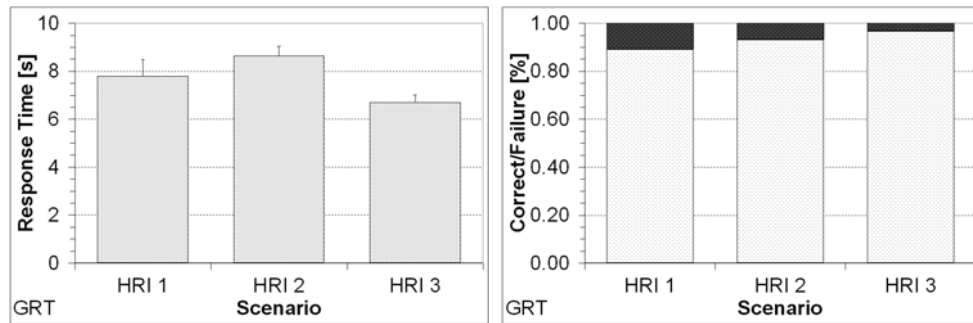 Response Time [s]
10
8
6
4
2
0
HRI 1 HRI 2 HRI 3
GRT Scenario
Correct/Failure [%]
1.00
0.80
0.60
0.40
0.20
0.00
HRI 1 HRI 2 HRI 3
GRT Scenario